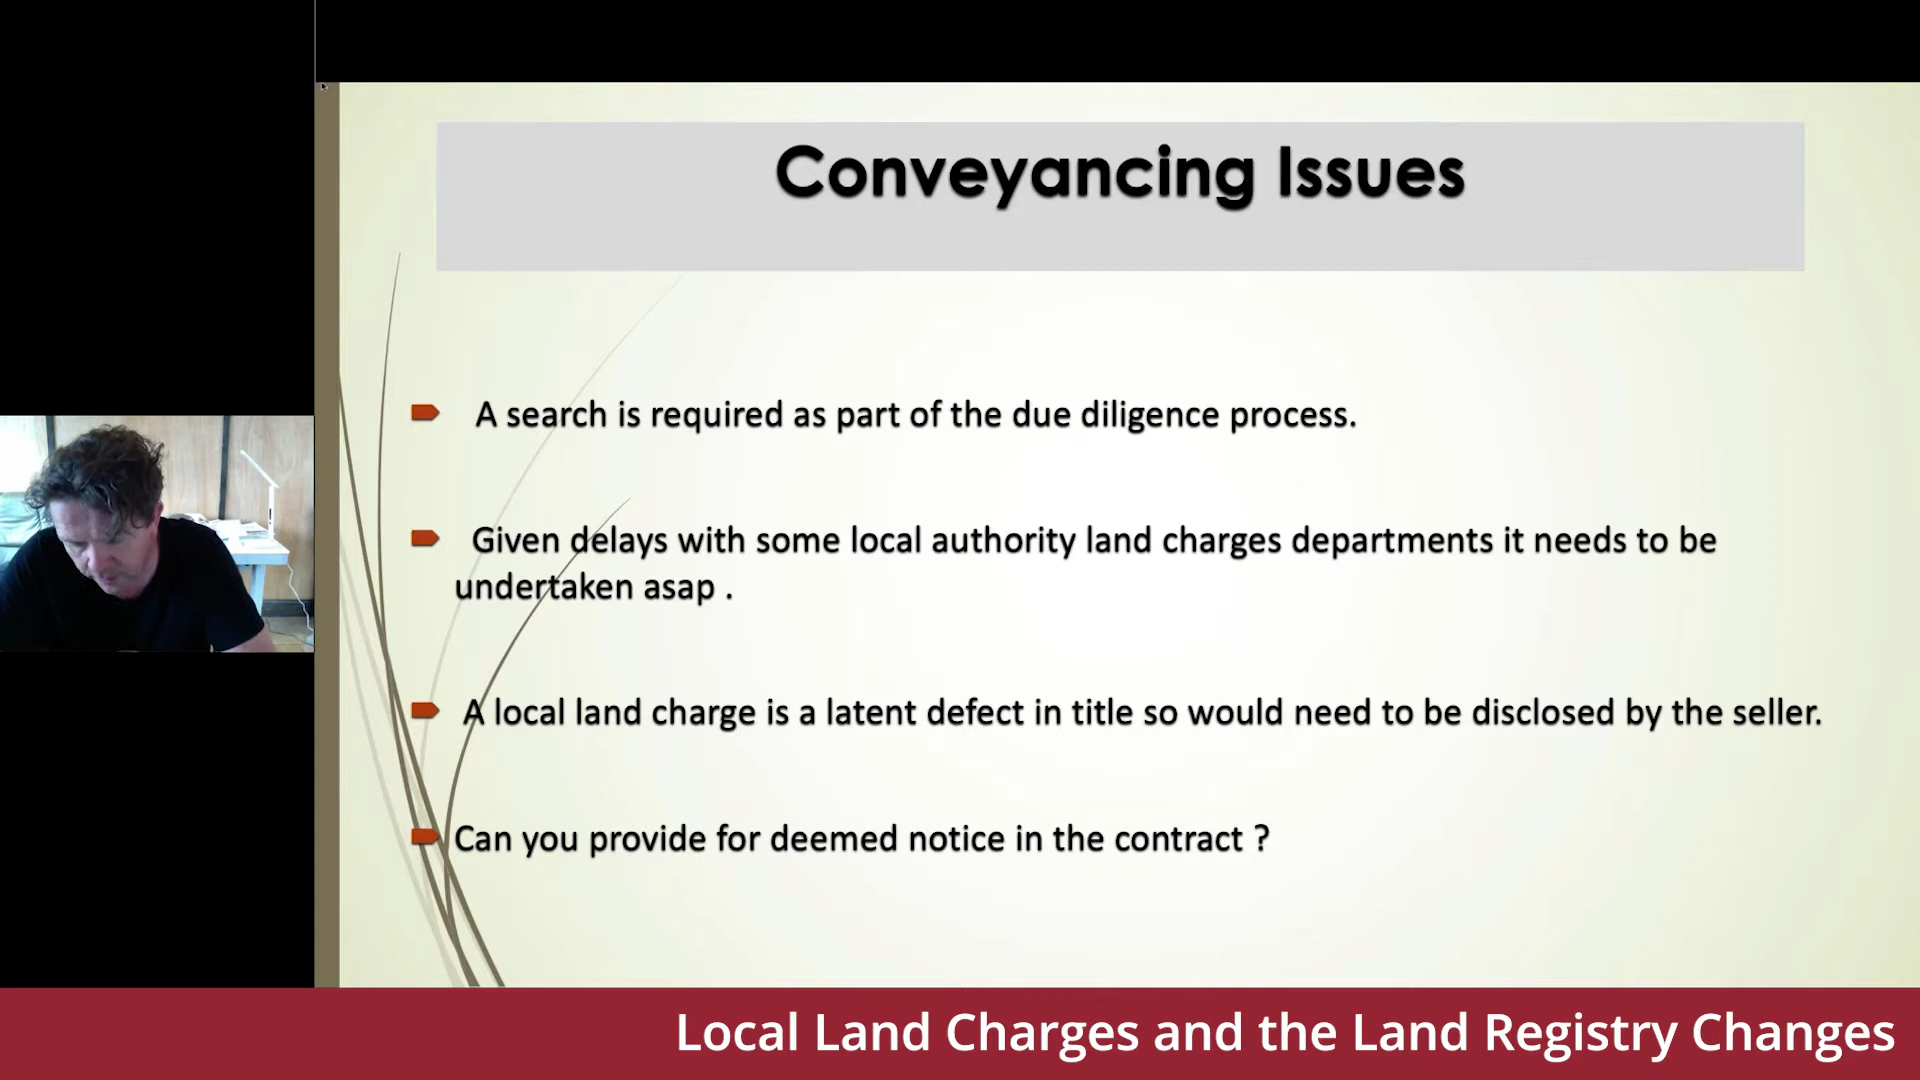 Conveyancing Issues
A search is required as part of the due diligence process.
Given delays with some local authority land charges departments it needs to be
undertaken asap .
A local land charge is a latent defect in title so would need to be disclosed by the seller.
Can you provide for deemed notice in the contract ?
Local Land Charges and the Land Registry Changes